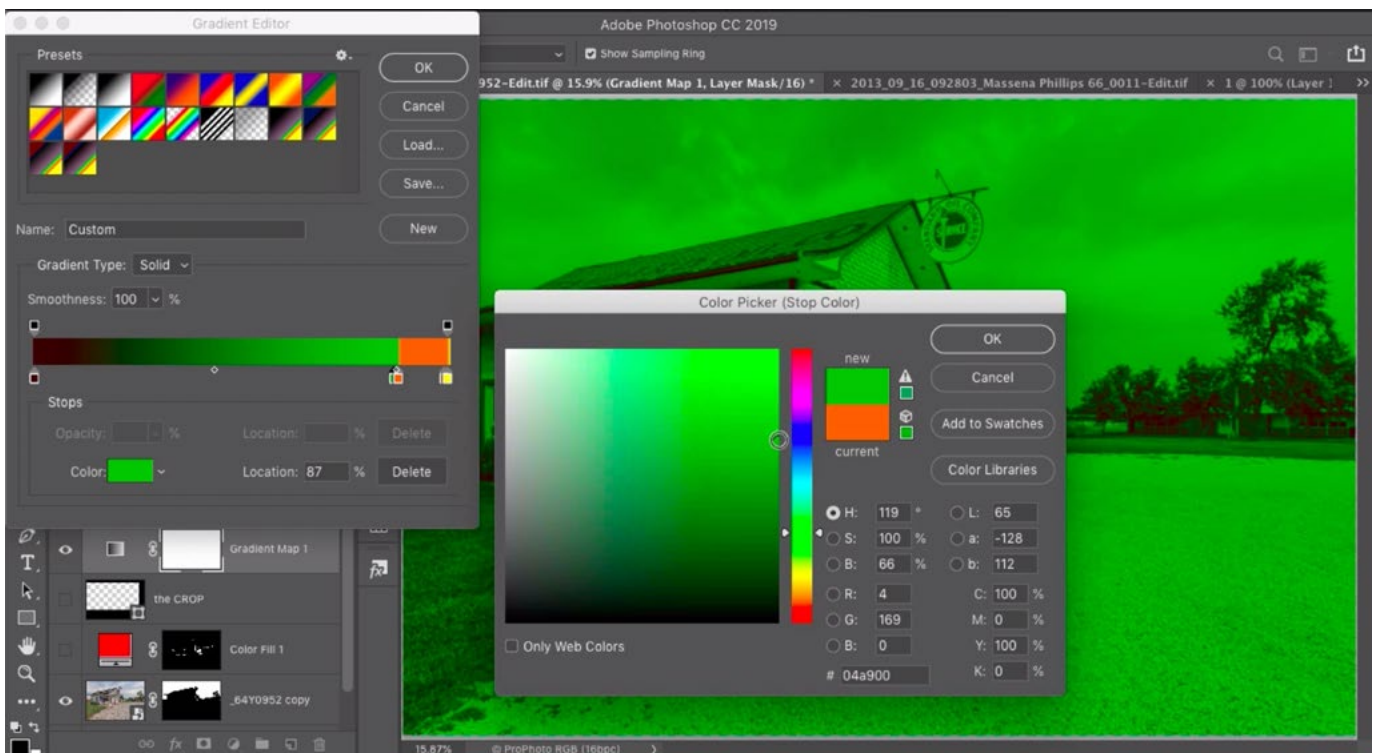 Gradient Editor
Adobe Photoshop CC 2019
Presets
OK
Cancel
Load...
Save...
New
Show Sampling Ring
952-Edit.tif @ 15.9% (Gradient Map 1, Layer Mask/16) * × 2013_09_16_092803_Massena Phillips 66_0011-Edit.tif × 1 @ 100% (Layer 1 >>
Name: Custom
Gradient Type: Solid
Smoothness: 100 %
Stops
Opacity: % Location: % Delete
Color: Location: 87 % Delete
Color Picker (Stop Color)
new
current
OK
Cancel
Add to Swatches
Color Libraries
H: 119 ° L: 65
S: 100 % a: -128
B: 66 % b: 112
R: 4 C: 100 %
G: 169 M: 0 %
B: 0 Y: 100 %
# 04a900 K: 0 %
Only Web Colors
Gradient Map 1
the CROP
Color Fill 1
_64Y0952 copy
fx
fx
T
15.87% © ProPhoto RGB (16bpc) >